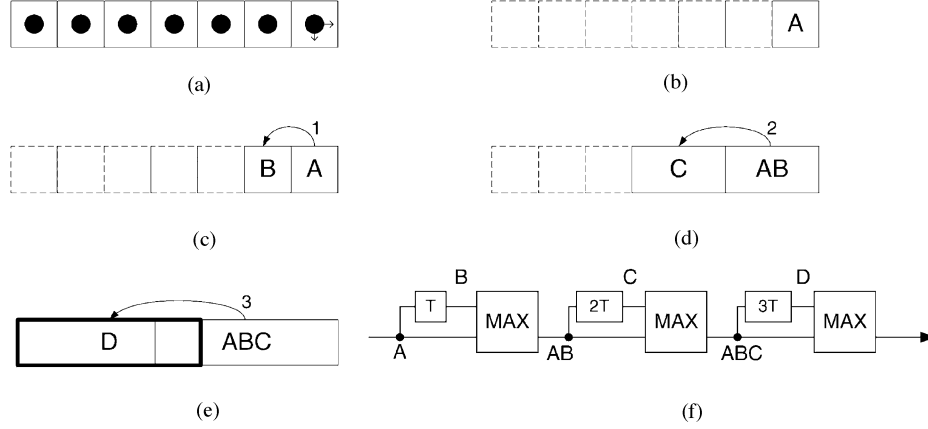 A
(a)
(b)
1
B A
2
C AB
(c)
(d)
3
D ABC
B C D
T MAX 2T MAX 3T MAX
A AB ABC
(e)
(f)